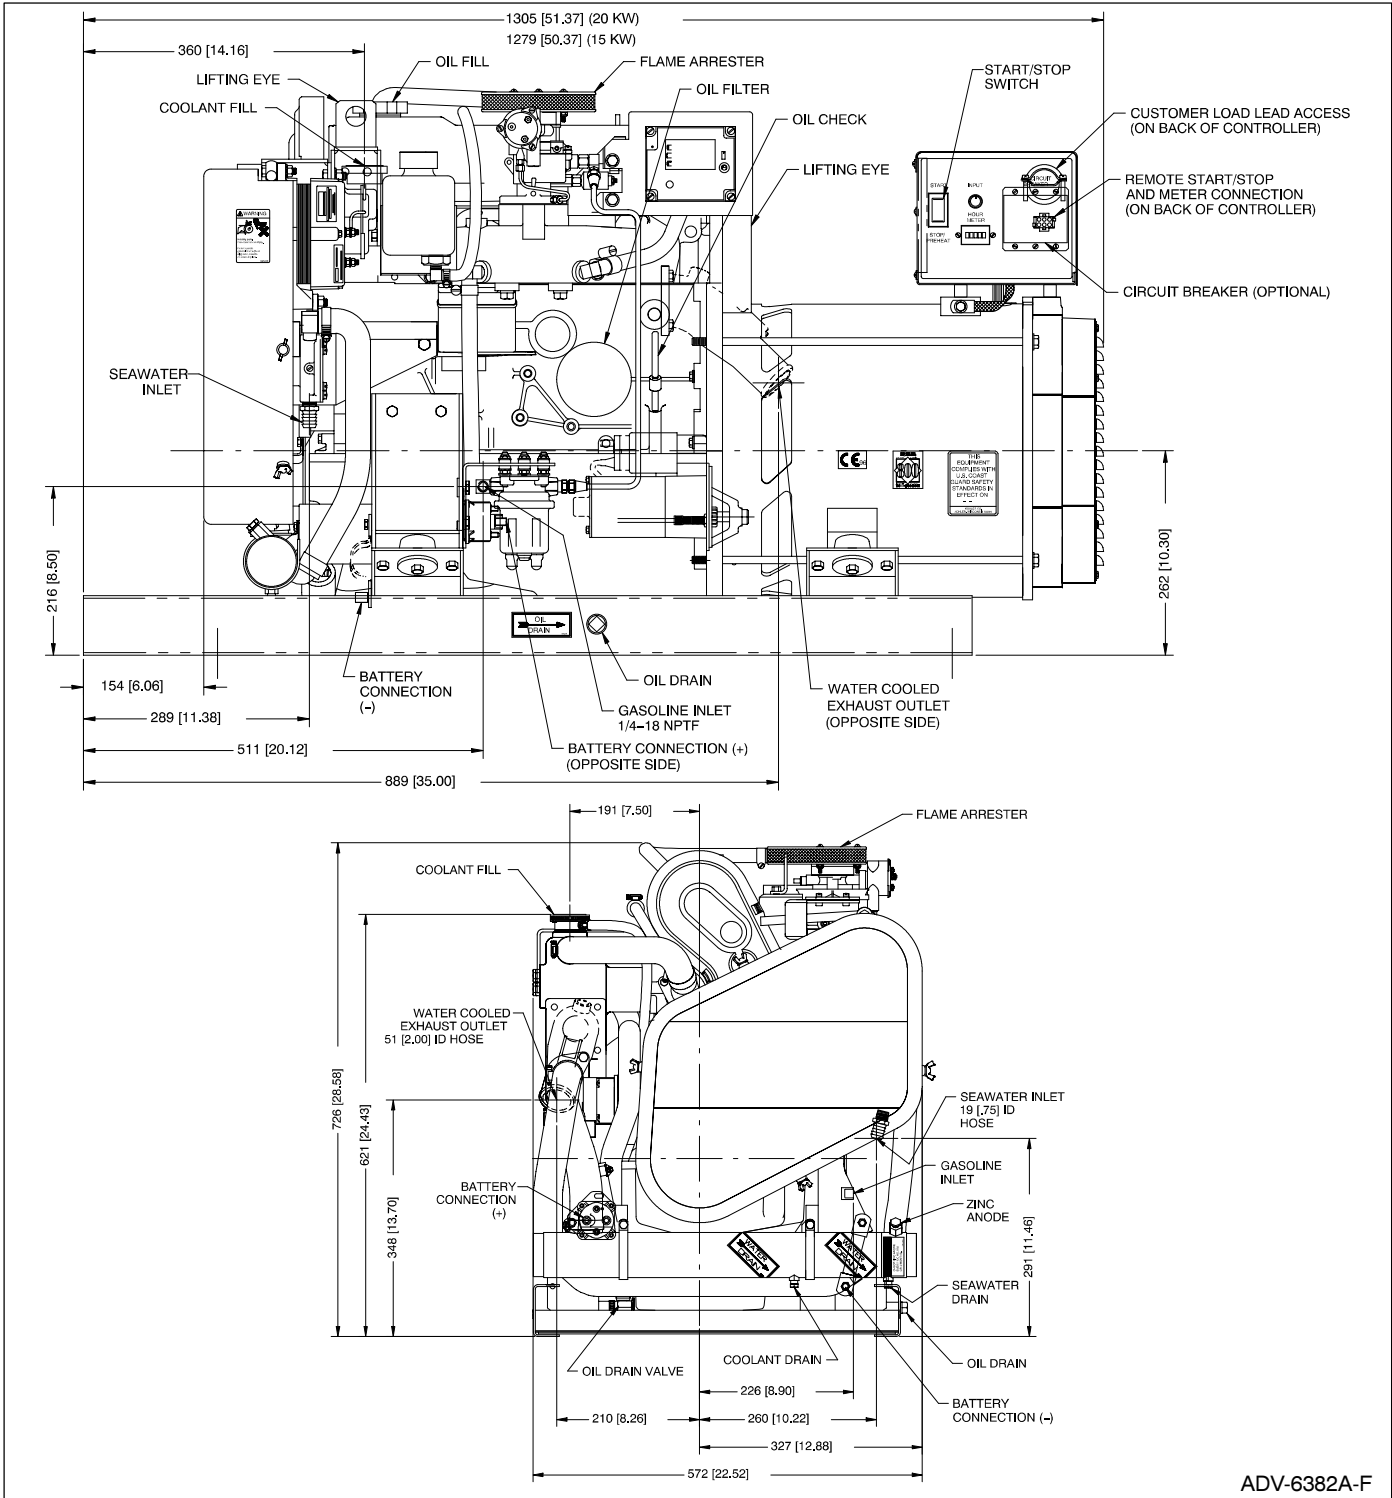 1305 [51.37] (20 KW)
1279 [50.37] (15 KW)
360 [14.16]
OIL FILL
FLAME ARRESTER
LIFTING EYE
COOLANT FILL
OIL FILTER
OIL CHECK
LIFTING EYE
START/STOP
SWITCH
CUSTOMER LOAD LEAD ACCESS
(ON BACK OF CONTROLLER)
REMOTE START/STOP
AND METER CONNECTION
(ON BACK OF CONTROLLER)
CIRCUIT BREAKER (OPTIONAL)
START
INPUT
CIRCUIT
HOUR
METER
STOP/
PREHEAT
WARNING
SEAWATER
INLET
CE
THIS
EQUIPMENT
COMPLIES WITH
U.S. COAST
GUARD SAFETY
STANDARDS IN
EFFECT ON
216 [8.50]
262 [10.30]
OIL
DRAIN
154 [6.06]
289 [11.38]
511 [20.12]
889 [35.00]
BATTERY
CONNECTION
(–)
OIL DRAIN
GASOLINE INLET
1/4–18 NPTF
BATTERY CONNECTION (+)
(OPPOSITE SIDE)
WATER COOLED
EXHAUST OUTLET
(OPPOSITE SIDE)
191 [7.50]
FLAME ARRESTER
COOLANT FILL
WATER COOLED
EXHAUST OUTLET
51 [2.00] ID HOSE
726 [28.58]
621 [24.43]
348 [13.70]
SEAWATER INLET
19 [.75] ID
HOSE
GASOLINE
INLET
BATTERY
CONNECTION
(+)
ZINC
ANODE
291 [11.46]
WATER
DRAIN
WATER
DRAIN
SEAWATER
DRAIN
OIL DRAIN VALVE
COOLANT DRAIN
OIL DRAIN
226 [8.90]
BATTERY
CONNECTION (–)
210 [8.26]
260 [10.22]
327 [12.88]
572 [22.52]
ADV-6382A-F